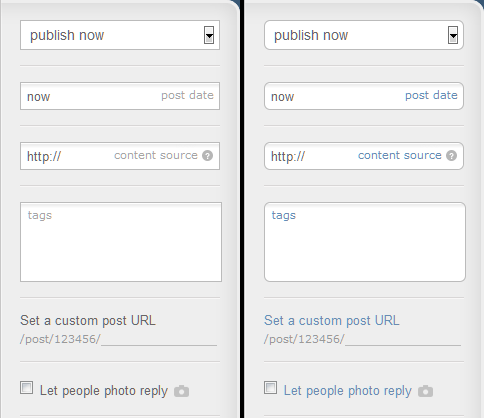 publish now
now post date
http:// content source ?
tags
Set a custom post URL
/post/123456/
Let people photo reply
publish now
now post date
http:// content source ?
tags
Set a custom post URL
/post/123456/
Let people photo reply